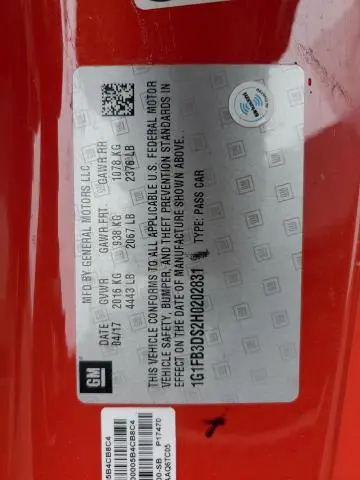 MFD BY GENERAL MOTORS LLC
DATE GVWR GAWR FRT GAWR RR
04/17 2016 KG 938 KG 1078 KG
4443 LB 2067 LB 2376 LB
THIS VEHICLE CONFORMS TO ALL APPLICABLE U.S. FEDERAL MOTOR
VEHICLE SAFETY, BUMPER, AND THEFT PREVENTION STANDARDS IN
EFFECT ON THE DATE OF MANUFACTURE SHOWN ABOVE.
1G1FB3DS2H0202831 TYPE: PASS CAR
GM
P17470